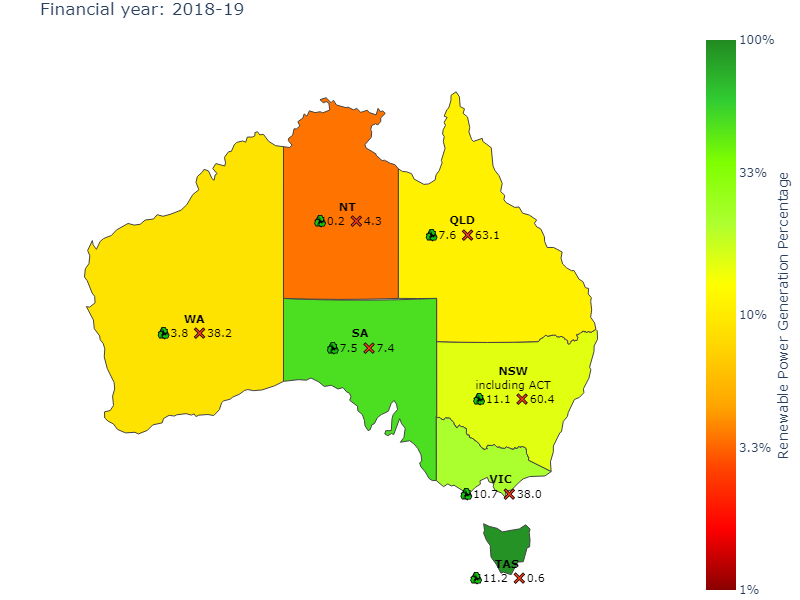 Financial year: 2018-19
100%
33%
10%
3.3%
1%
Renewable Power Generation Percentage
NT
0.2 4.3
QLD
7.6 63.1
WA
3.8 38.2
SA
7.5 7.4
NSW
including ACT
11.1 60.4
VIC
10.7 38.0
TAS
11.2 0.6